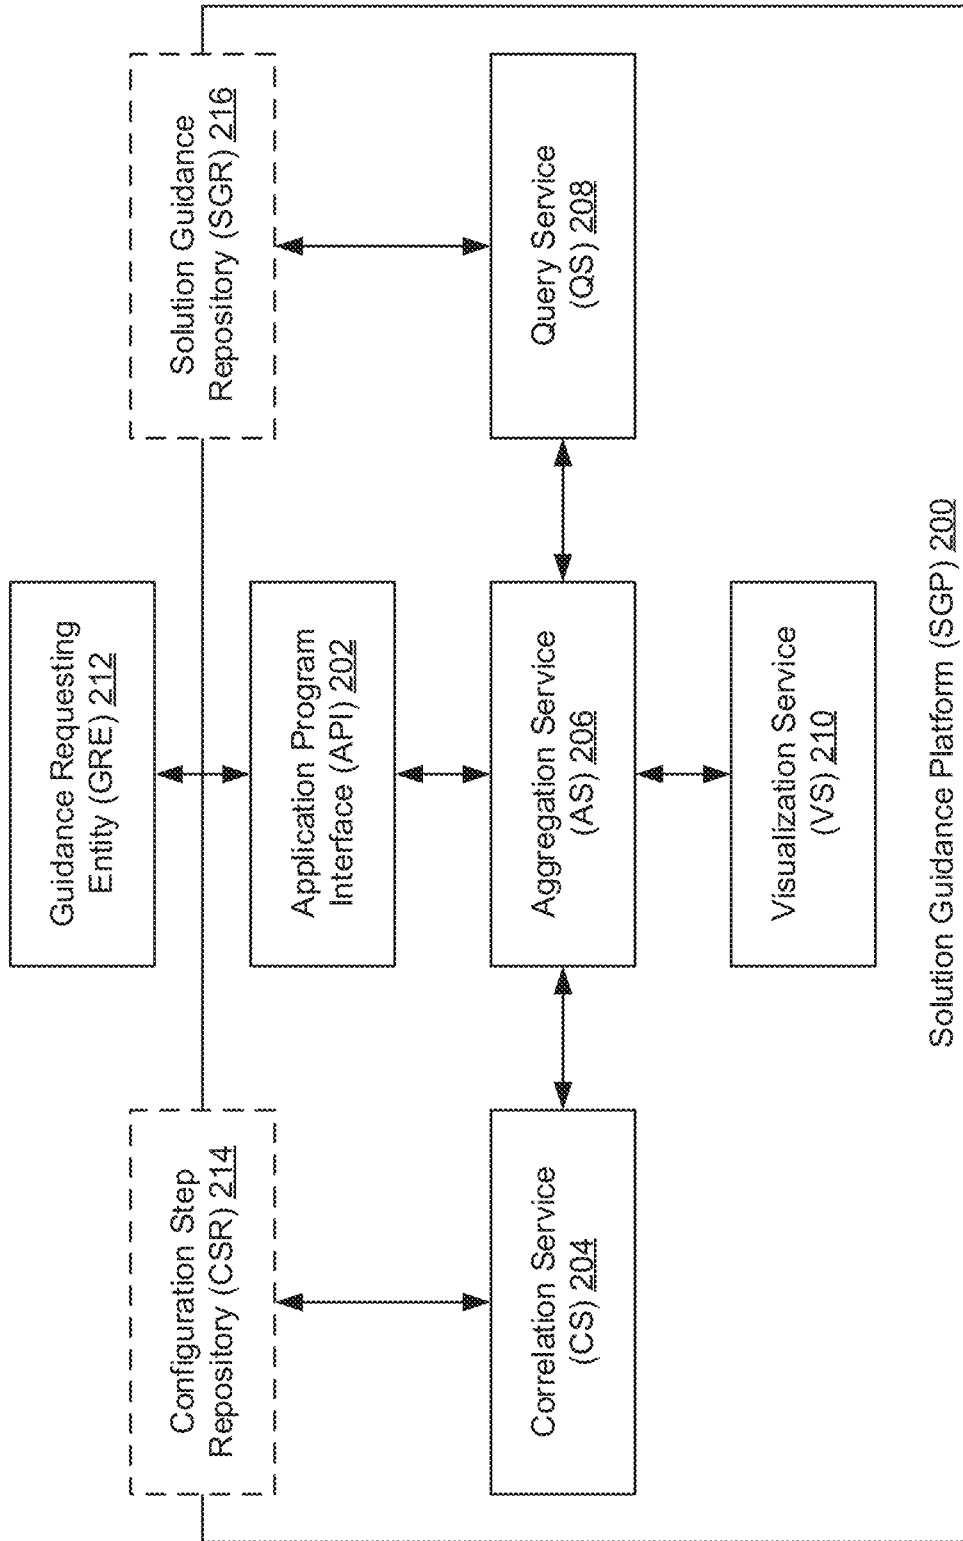 Guidance Requesting
Entity (GRE) 212
Configuration Step
Repository (CSR) 214
Solution Guidance
Repository (SGR) 216
Application Program
Interface (API) 202
Correlation Service
(CS) 204
Aggregation Service
(AS) 206
Query Service
(QS) 208
Visualization Service
(VS) 210
Solution Guidance Platform (SGP) 200